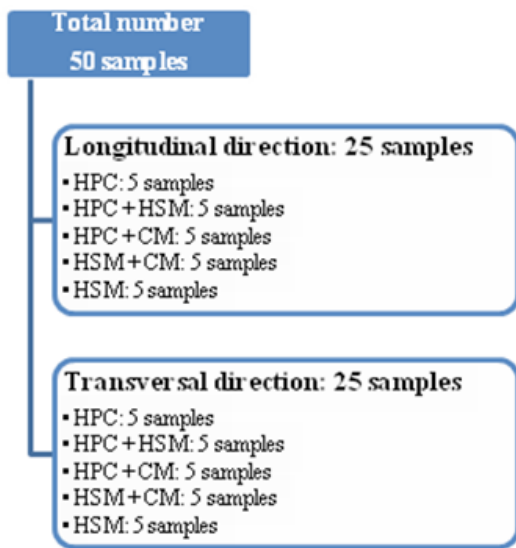 Total number
50 samples
Longitudinal direction: 25 samples
▪ HPC: 5 samples
▪ HPC + HSM: 5 samples
▪ HPC + CM: 5 samples
▪ HSM + CM: 5 samples
▪ HSM: 5 samples
Transversal direction: 25 samples
▪ HPC: 5 samples
▪ HPC + HSM: 5 samples
▪ HPC + CM: 5 samples
▪ HSM + CM: 5 samples
▪ HSM: 5 samples